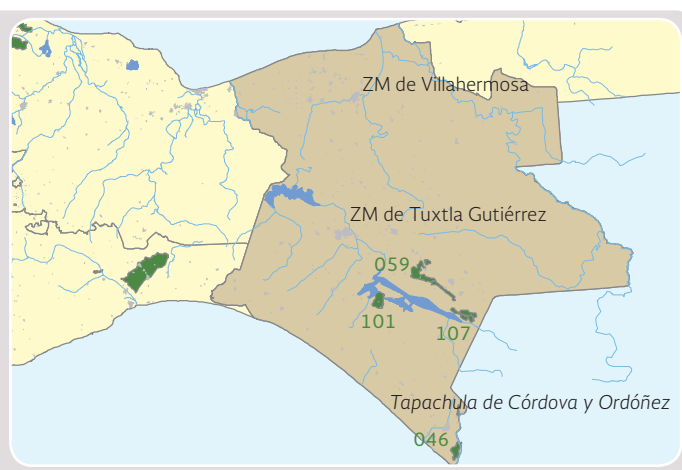 ZM de Villahermosa
ZM de Tuxtla Gutiérrez
059
101
107
Tapachula de Córdova y Ordóñez
046